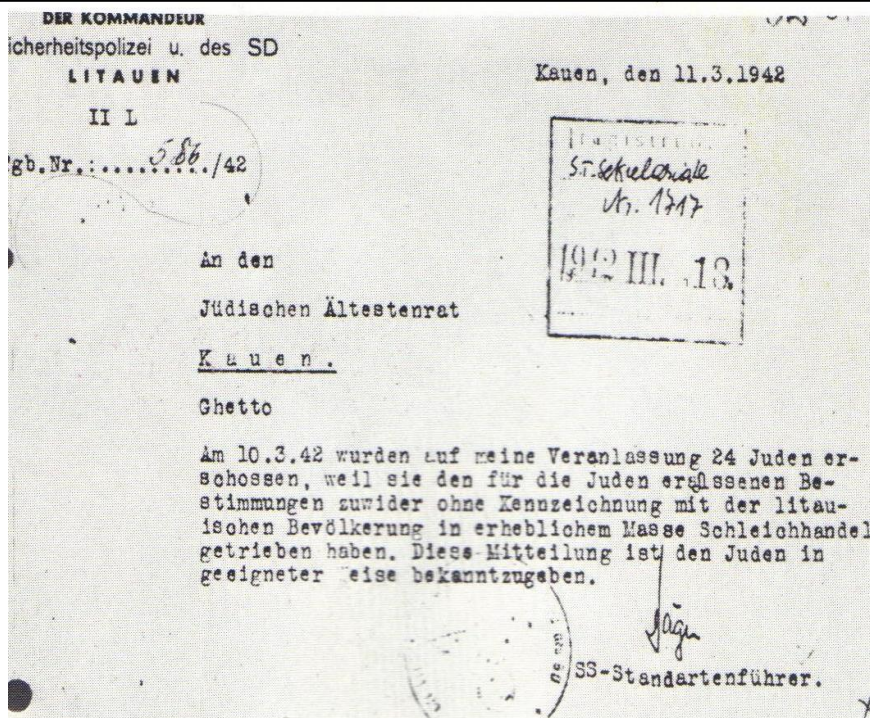 DER KOMMANDEUR
icherheitspolizei u. des SD
LITAUEN
II L
gb.Nr.:.....586..../42
Kauen, den 11.3.1942
St. Sekretariate
Nr. 1717
1942 III. 13.
An den
Jüdischen Ältestenrat
Kauen.
Ghetto
Am 10.3.42 wurden auf meine Veranlassung 24 Juden er-
schossen, weil sie den für die Juden erlassenen Be-
stimmungen zuwider ohne Kennzeichnung mit der litau-
ischen Bevölkerung in erheblichem Masse Schleichhandel
getrieben haben. Diese Mitteilung ist den Juden in
geeigneter eise bekanntzugeben.
Jäger
SS-Standartenführer.